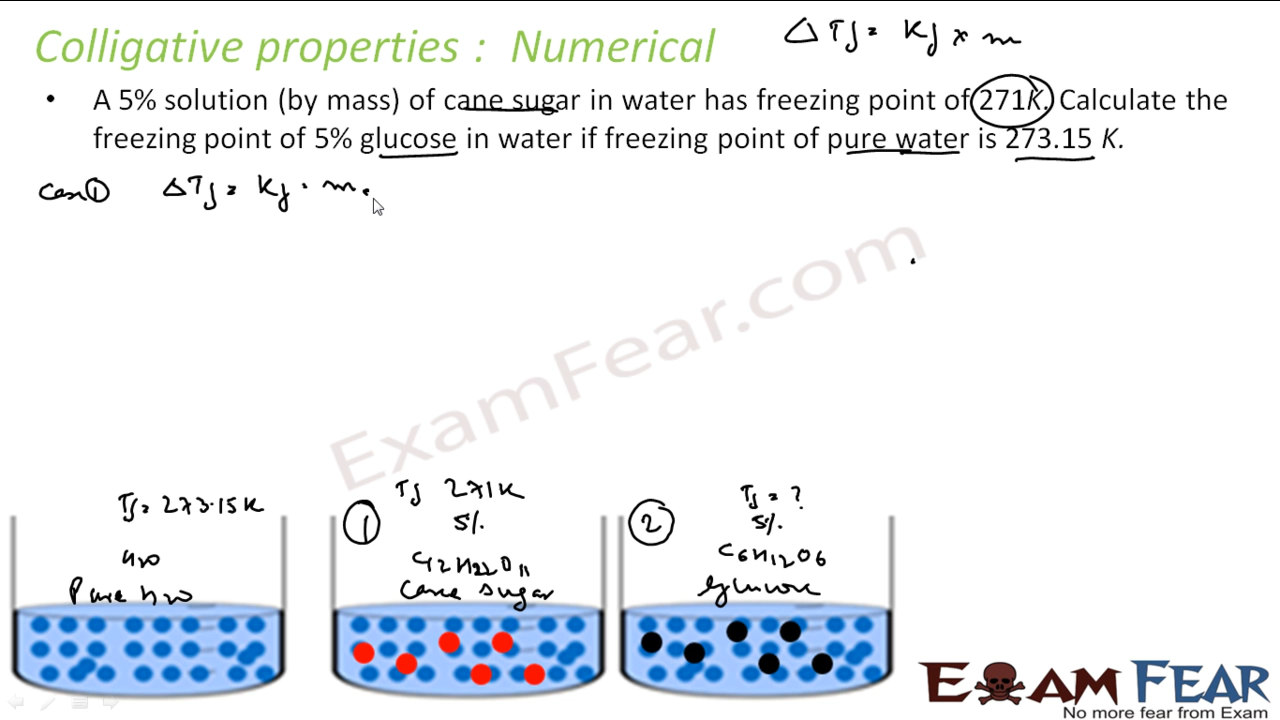 Colligative properties : Numerical
ΔTf = Kf × m
• A 5% solution (by mass) of cane sugar in water has freezing point of 271K. Calculate the
freezing point of 5% glucose in water if freezing point of pure water is 273.15 K.
Case ① ΔTf = Kf · m.
ExamFear.com
Tf = 273.15K
H2O
Pure H2O
① Tf 271K
5%
C12H22O11
Cane sugar
② Tf = ?
5%
C6H12O6
Glucose
EXAM FEAR
No more fear from Exam